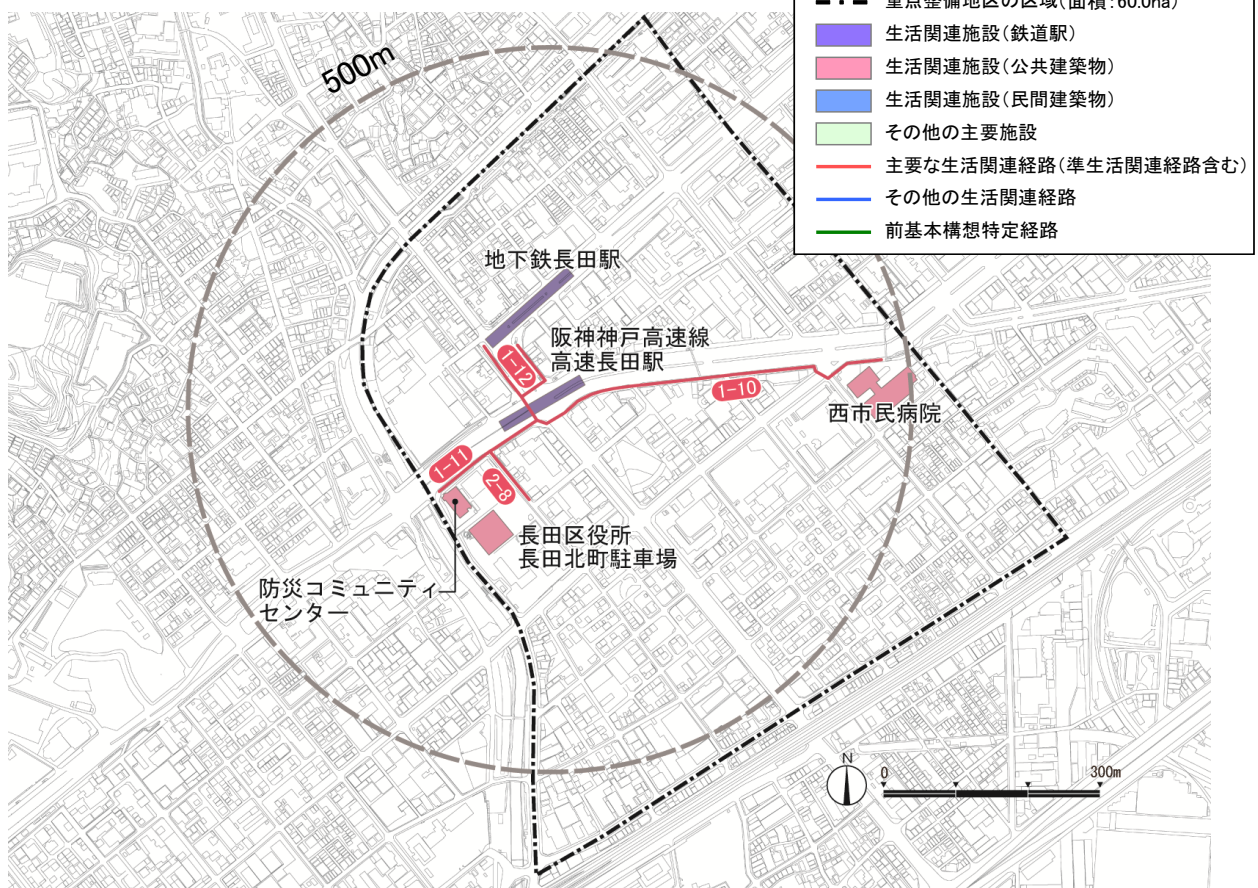 重点整備地区の区域(面積:60.0ha)
生活関連施設(鉄道駅)
生活関連施設(公共建築物)
生活関連施設(民間建築物)
その他の主要施設
主要な生活関連経路(準生活関連経路含む)
その他の生活関連経路
前基本構想特定経路
500m
地下鉄長田駅
阪神神戸高速線
高速長田駅
1-12
1-10
西市民病院
1-11
2-8
長田区役所
長田北町駐車場
防災コミュニティ
センター
N
0
300m